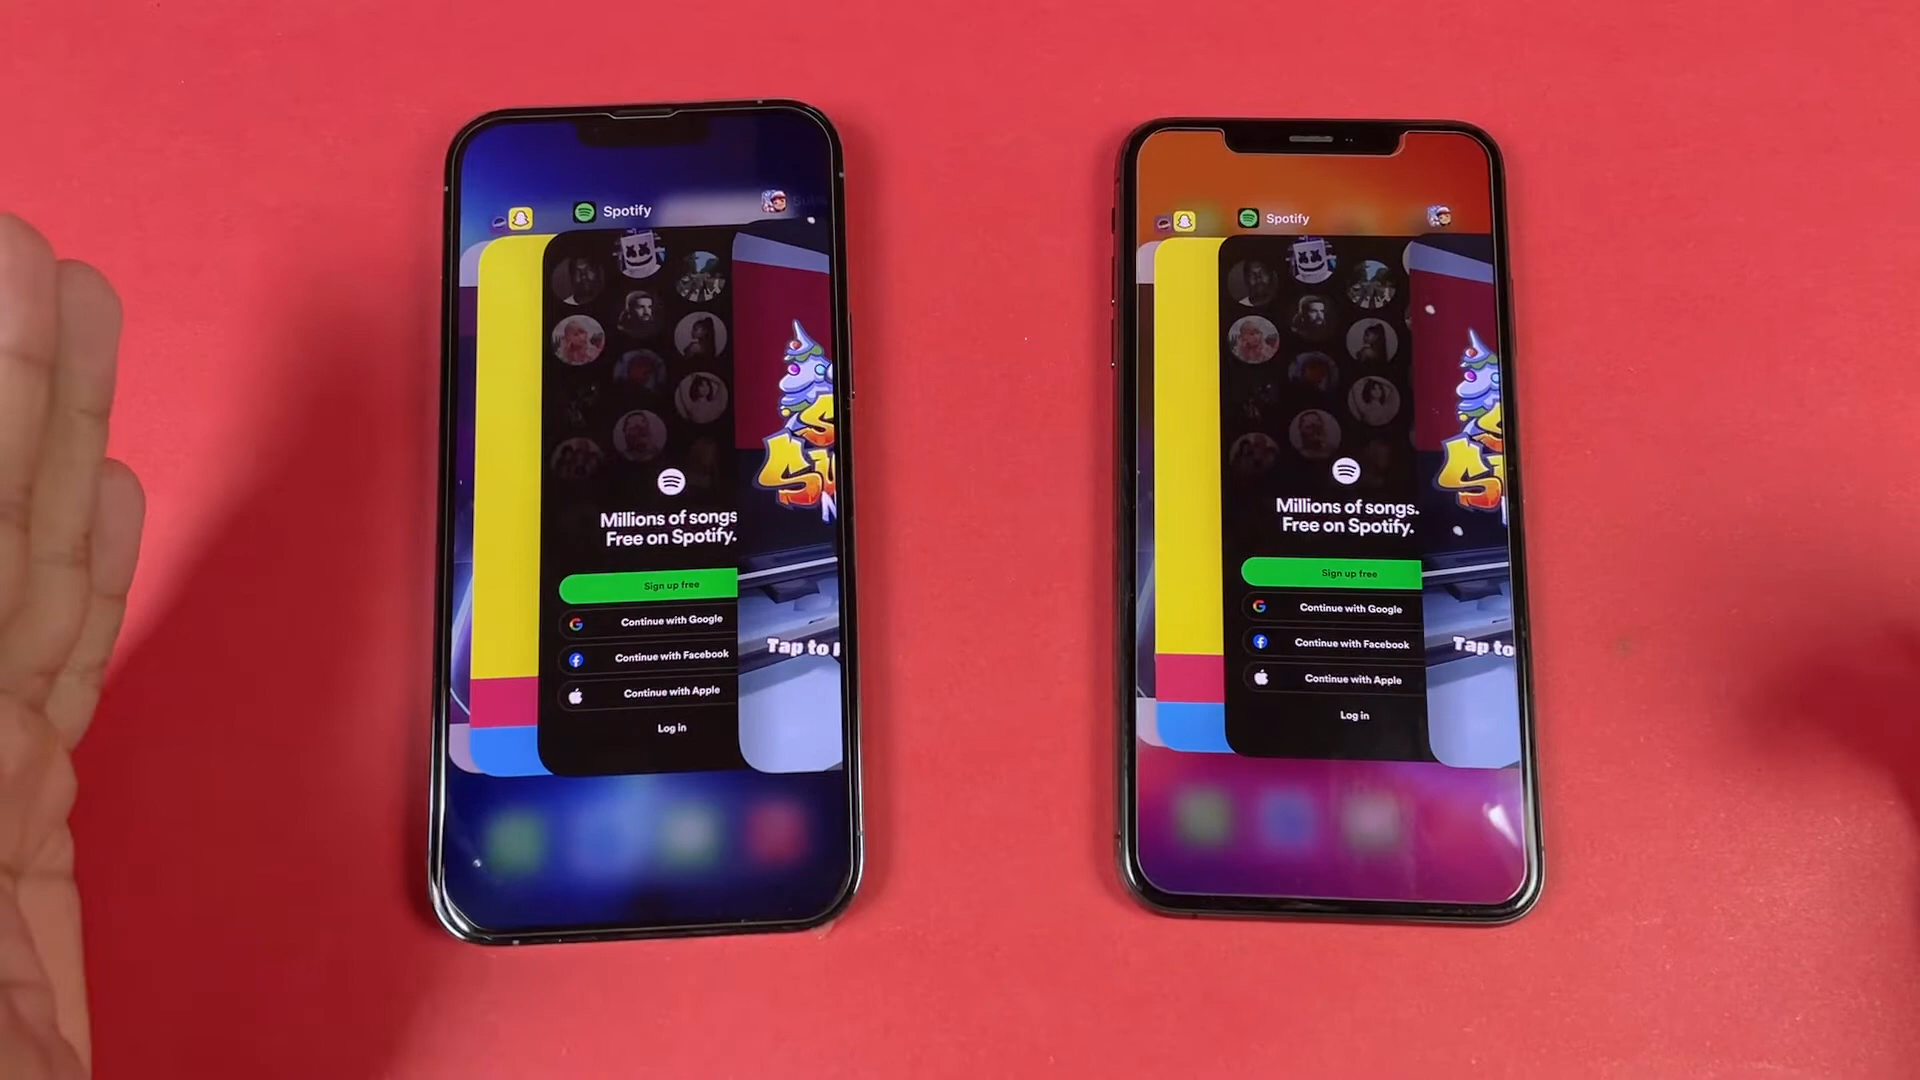 Spotify
Millions of songs
Free on Spotify.
Sign up free
Continue with Google
Continue with Facebook
Continue with Apple
Log in
Tap to
Spotify
Millions of songs.
Free on Spotify.
Sign up free
Continue with Google
Continue with Facebook
Continue with Apple
Log in
Tap to